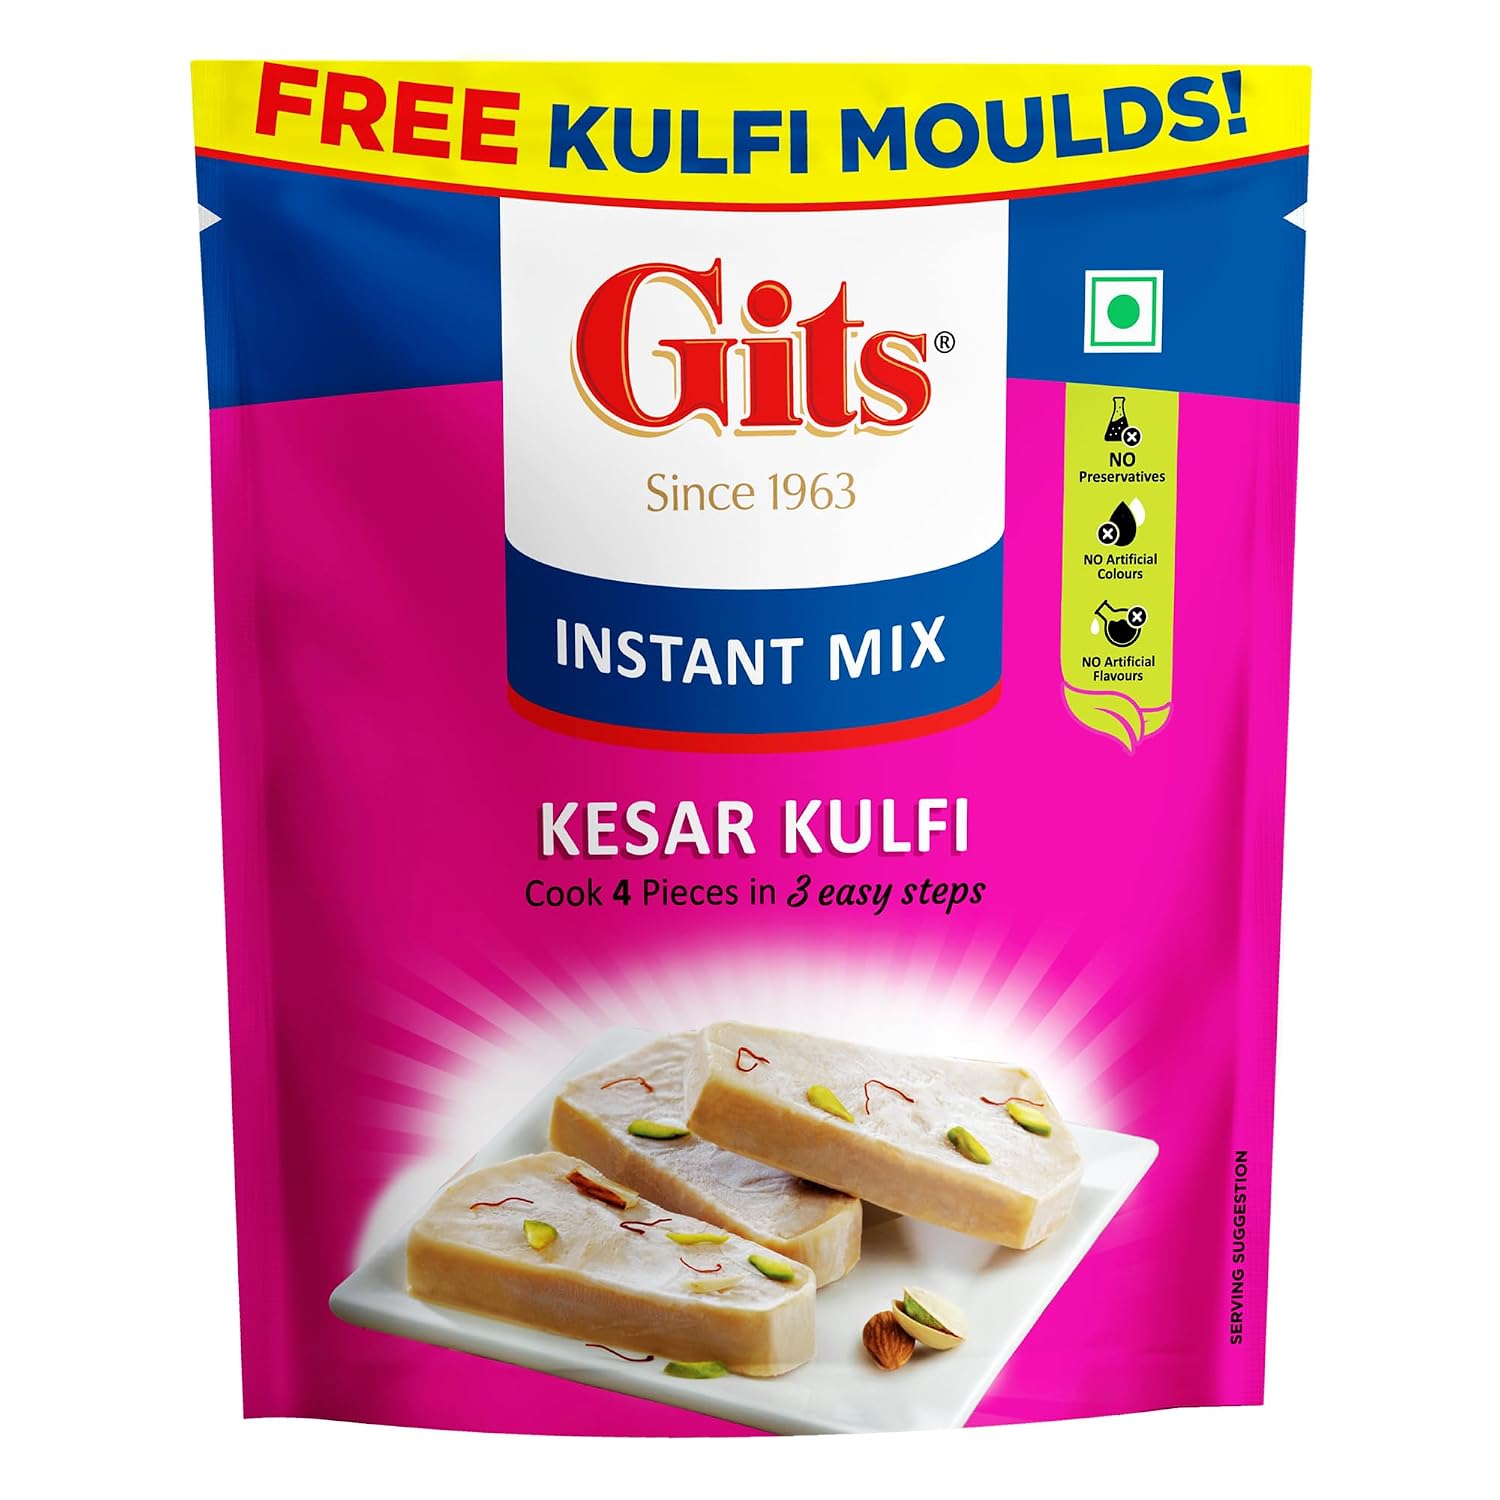 FREE KULFI MOULDS!
Gits®
Since 1963
INSTANT MIX
NO
Preservatives
NO Artificial
Colours
NO Artificial
Flavours
KESAR KULFI
Cook 4 Pieces in 3 easy steps
SERVING SUGGESTION